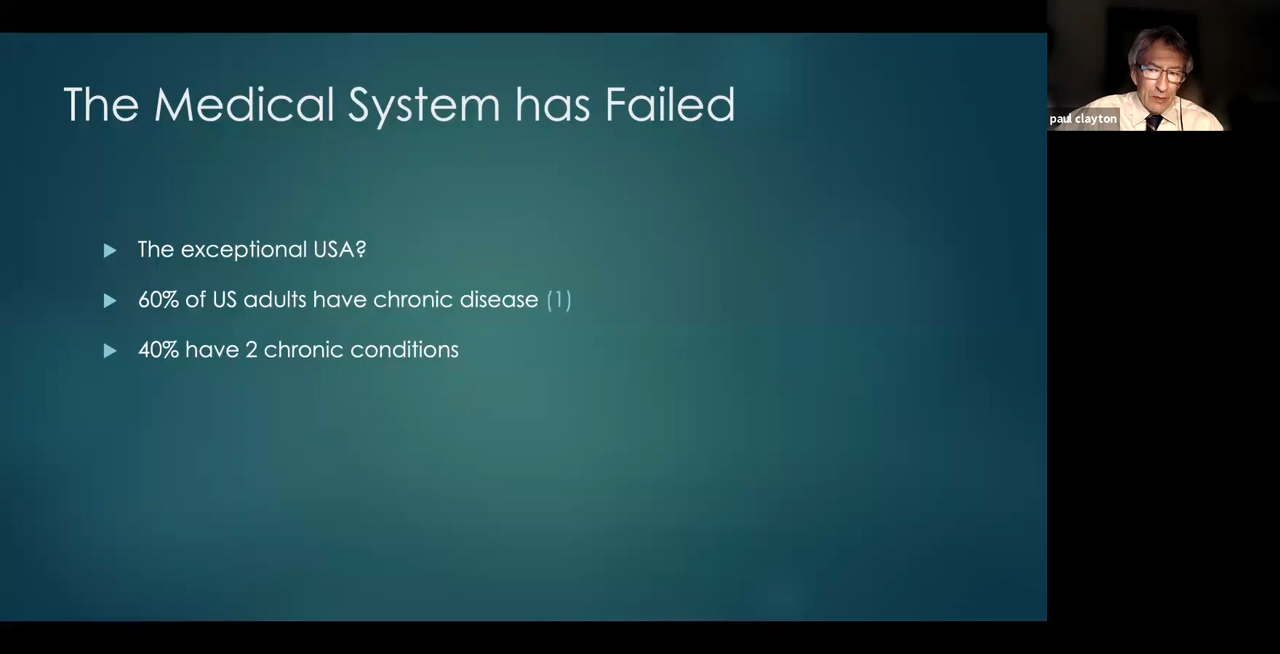 The Medical System has Failed
The exceptional USA?
60% of US adults have chronic disease (1)
40% have 2 chronic conditions
paul clayton